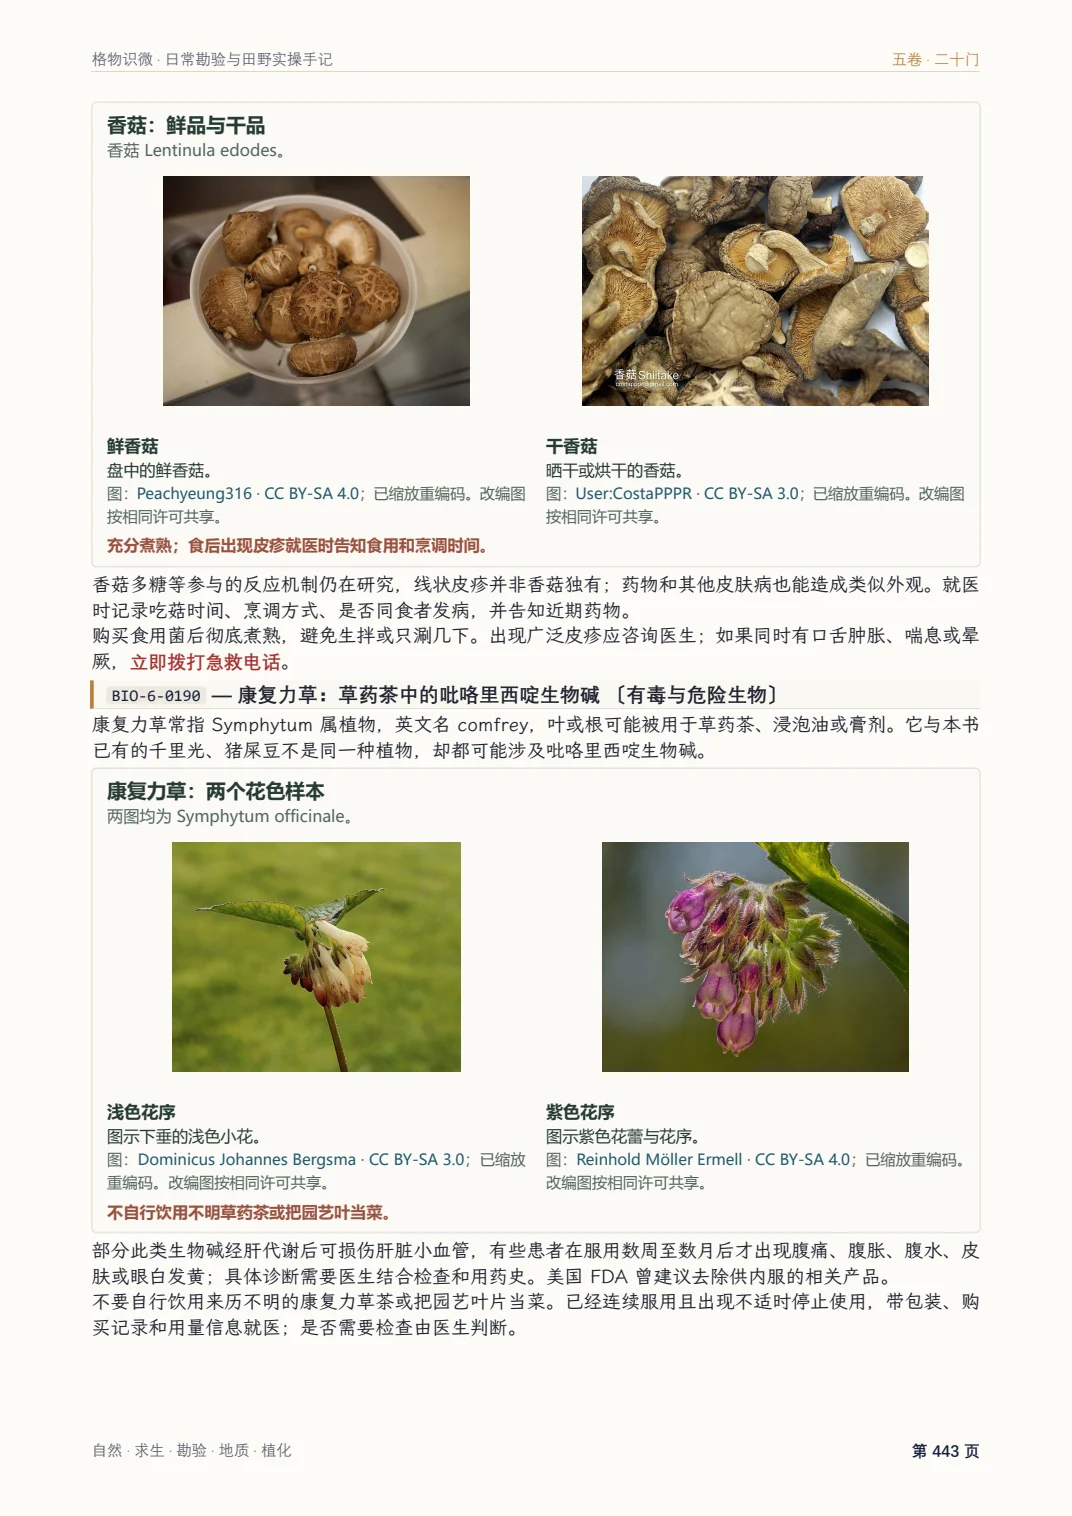 格物识微 · 日常勘验与田野实操手记
五卷 · 二十门
香菇：鲜品与干品
香菇 Lentinula edodes。
香菇Shiitake
鲜香菇
盘中的鲜香菇。
图：Peachyeung316 · CC BY-SA 4.0；已缩放重编码。改编图
按相同许可共享。
干香菇
晒干或烘干的香菇。
图：User:CostaPPPR · CC BY-SA 3.0；已缩放重编码。改编图
按相同许可共享。
充分煮熟；食后出现皮疹就医时告知食用和烹调时间。
香菇多糖等参与的反应机制仍在研究，线状皮疹并非香菇独有；药物和其他皮肤病也能造成类似外观。就医
时记录吃菇时间、烹调方式、是否同食者发病，并告知近期药物。
购买食用菌后彻底煮熟，避免生拌或只涮几下。出现广泛皮疹应咨询医生；如果同时有口舌肿胀、喘息或晕
厥，立即拨打急救电话。
BIO-6-0190 — 康复力草：草药茶中的吡咯里西啶生物碱 〔有毒与危险生物〕
康复力草常指 Symphytum 属植物，英文名 comfrey，叶或根可能被用于草药茶、浸泡油或膏剂。它与本书
已有的千里光、猪屎豆不是同一种植物，却都可能涉及吡咯里西啶生物碱。
康复力草：两个花色样本
两图均为 Symphytum officinale。
浅色花序
图示下垂的浅色小花。
图：Dominicus Johannes Bergsma · CC BY-SA 3.0；已缩放
重编码。改编图按相同许可共享。
紫色花序
图示紫色花蕾与花序。
图：Reinhold Möller Ermell · CC BY-SA 4.0；已缩放重编码。
改编图按相同许可共享。
不自行饮用不明草药茶或把园艺叶当菜。
部分此类生物碱经肝代谢后可损伤肝脏小血管，有些患者在服用数周至数月后才出现腹痛、腹胀、腹水、皮
肤或眼白发黄；具体诊断需要医生结合检查和用药史。美国 FDA 曾建议去除供内服的相关产品。
不要自行饮用来历不明的康复力草茶或把园艺叶片当菜。已经连续服用且出现不适时停止使用，带包装、购
买记录和用量信息就医；是否需要检查由医生判断。
自然 · 求生 · 勘验 · 地质 · 植化
第 443 页